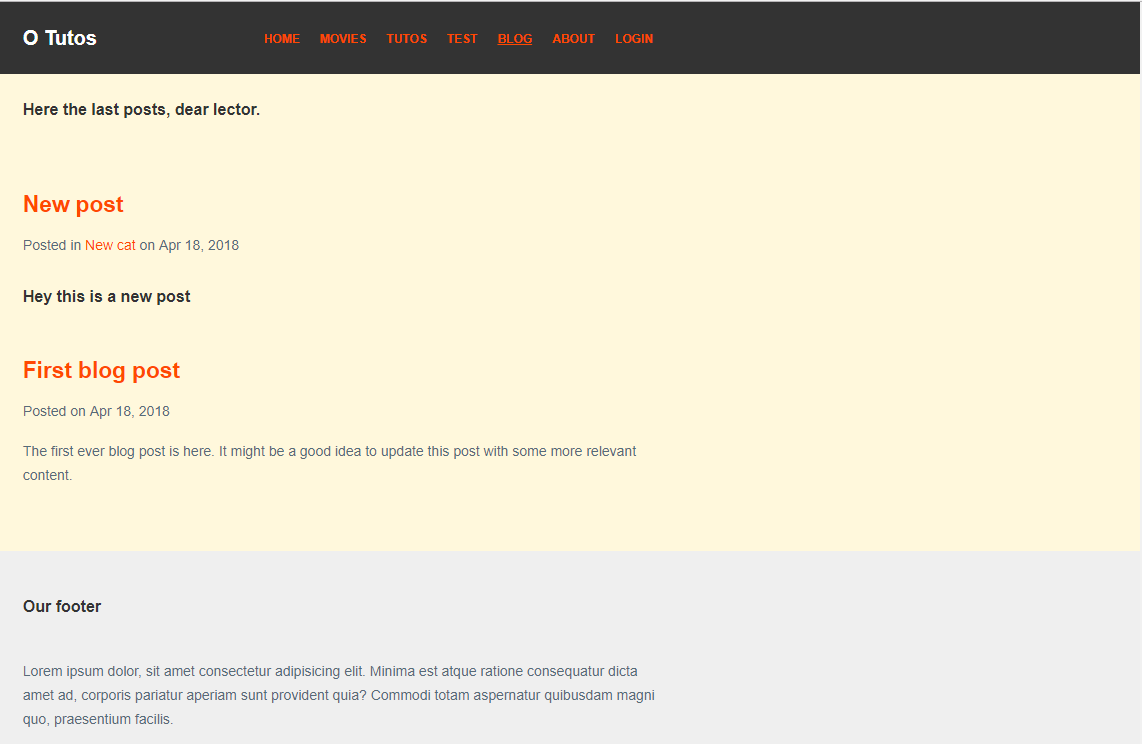 O Tutos HOME MOVIES TUTOS TEST BLOG ABOUT LOGIN
Here the last posts, dear lector.
New post
Posted in New cat on Apr 18, 2018
Hey this is a new post
First blog post
Posted on Apr 18, 2018
The first ever blog post is here. It might be a good idea to update this post with some more relevant
content.
Our footer
Lorem ipsum dolor, sit amet consectetur adipisicing elit. Minima est atque ratione consequatur dicta
amet ad, corporis pariatur aperiam sunt provident quia? Commodi totam aspernatur quibusdam magni
quo, praesentium facilis.